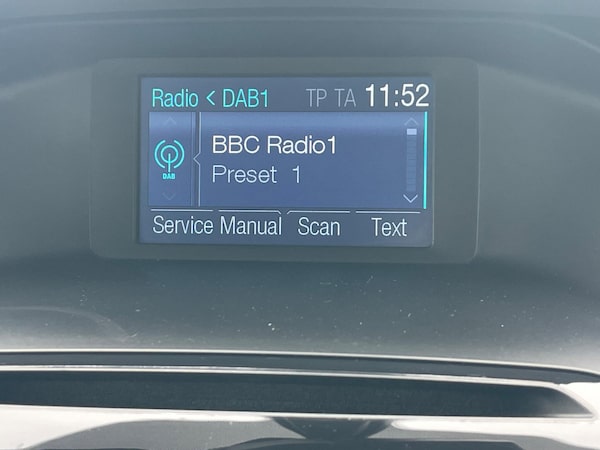 Radio < DAB1 TP TA 11:52
BBC Radio1
DAB
Preset 1
Service Manual Scan Text